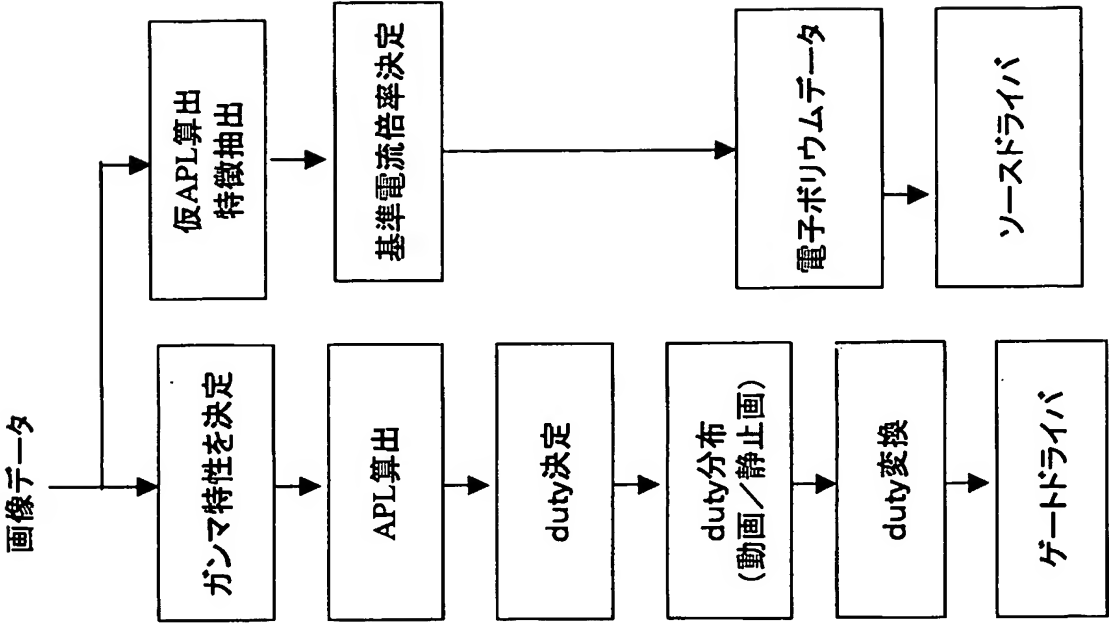 画像データ
ガンマ特性を決定
APL算出
duty決定
duty分布
(動画／静止画)
duty変換
ゲートドライバ
仮APL算出
特徴抽出
基準電流倍率決定
電子ボリウムデータ
ソースドライバ